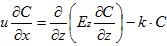 u ∂C/∂x = ∂/∂z (E_z ∂C/∂z) − k · C